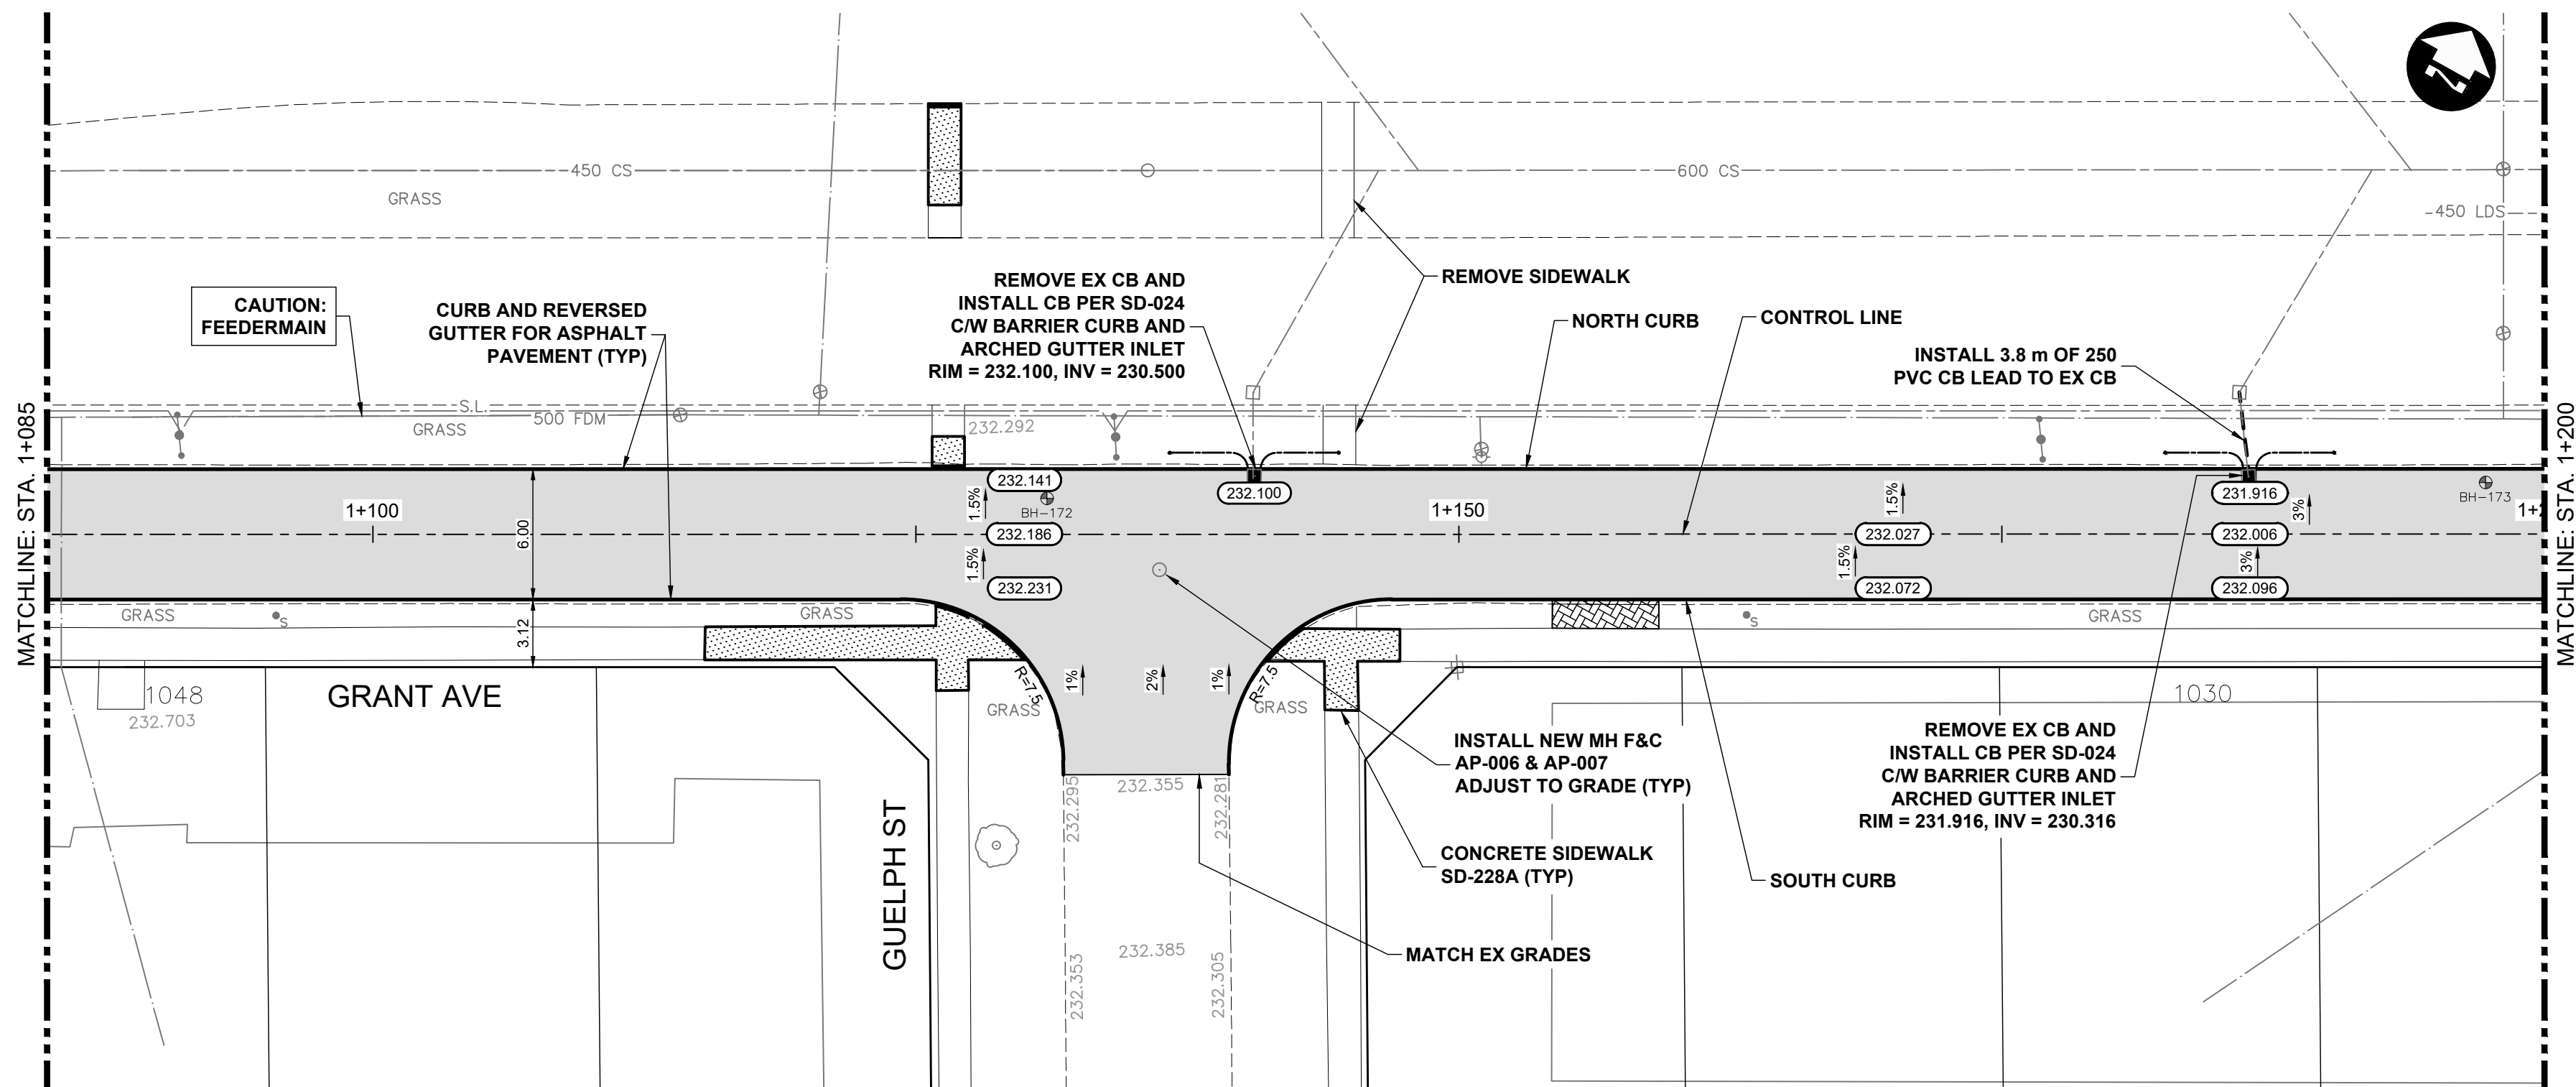 450 CS
600 CS
GRASS
-450 LDS
REMOVE EX CB AND
INSTALL CB PER SD-024
C/W BARRIER CURB AND
ARCHED GUTTER INLET
RIM = 232.100, INV = 230.500
REMOVE SIDEWALK
CAUTION:
FEEDERMAIN
CURB AND REVERSED
GUTTER FOR ASPHALT
PAVEMENT (TYP)
NORTH CURB
CONTROL LINE
INSTALL 3.8 m OF 250
PVC CB LEAD TO EX CB
MATCHLINE: STA. 1+085
S.L.
500 FDM
GRASS
232.292
232.141
1.5%
BH-172
232.100
1+100
6.00
1+150
1.5%
231.916
3%
BH-173
1+2
232.186
232.027
232.006
1.5%
1.5%
3%
232.231
232.072
232.096
MATCHLINE: STA. 1+200
GRASS
S
3.12
GRASS
S
GRASS
1048
232.703
GRANT AVE
R=7.5
1%
2%
1%
R=7.5
GRASS
GRASS
1030
INSTALL NEW MH F&C
AP-006 & AP-007
ADJUST TO GRADE (TYP)
REMOVE EX CB AND
INSTALL CB PER SD-024
C/W BARRIER CURB AND
ARCHED GUTTER INLET
RIM = 231.916, INV = 230.316
232.295
232.355
232.281
GUELPH ST
CONCRETE SIDEWALK
SD-228A (TYP)
SOUTH CURB
232.353
232.385
232.305
MATCH EX GRADES